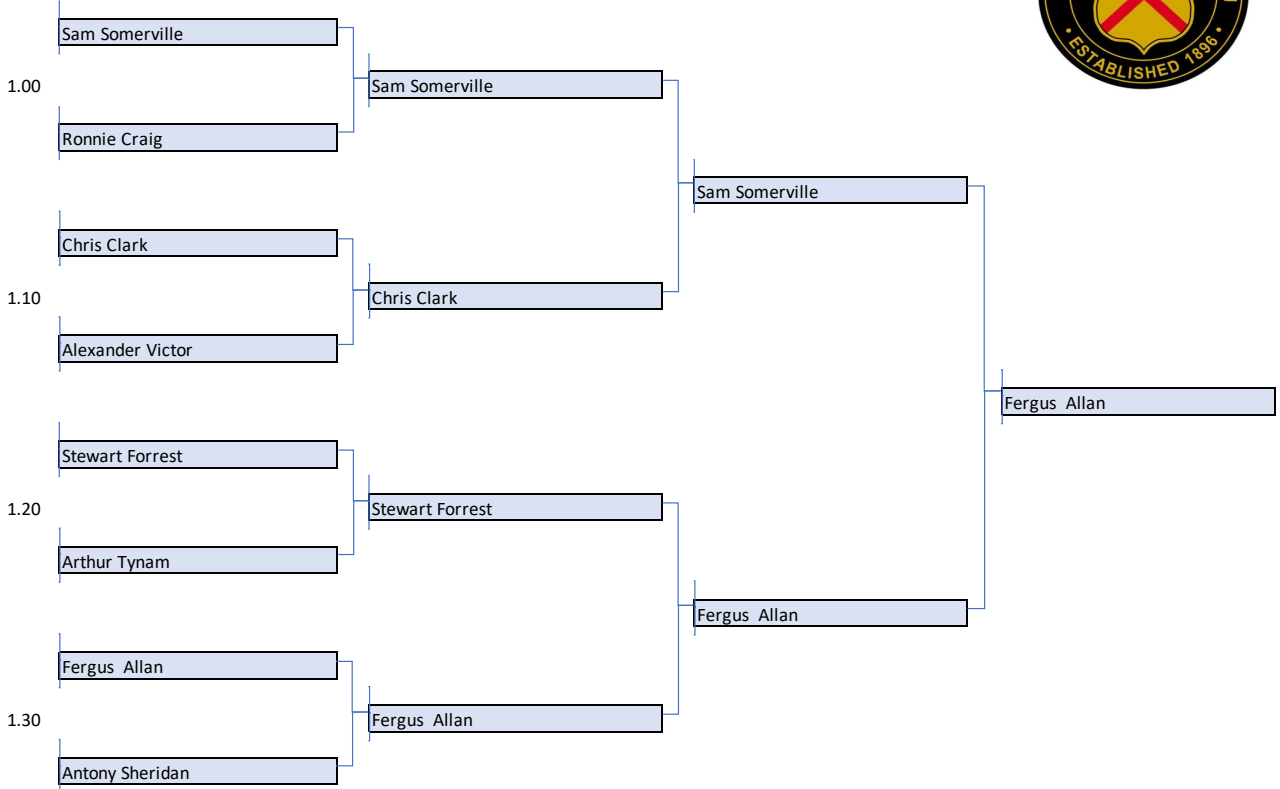 Sam Somerville
1.00
Sam Somerville
Ronnie Craig
Sam Somerville
Chris Clark
1.10
Chris Clark
Alexander Victor
Fergus  Allan
Stewart Forrest
1.20
Stewart Forrest
Arthur Tynam
Fergus  Allan
Fergus  Allan
1.30
Fergus  Allan
Antony Sheridan
• ESTABLISHED 1896 •